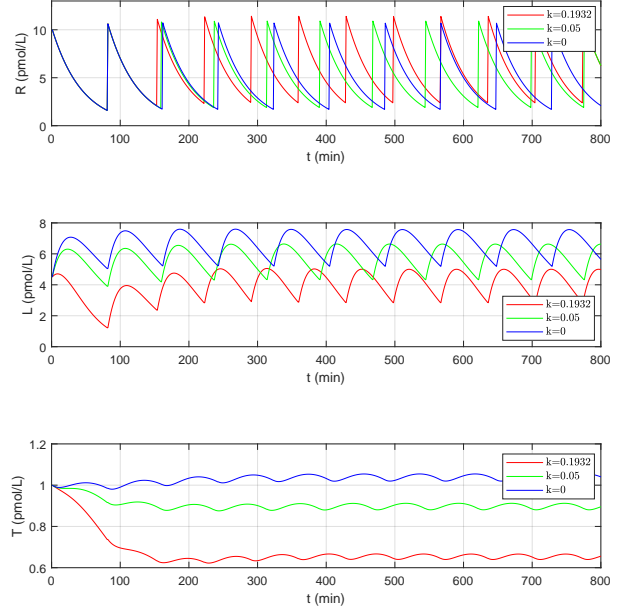 10
5
0
R (pmol/L)
k=0.1932
k=0.05
k=0
0 100 200 300 400 500 600 700 800
t (min)
8
6
4
2
0
L (pmol/L)
k=0.1932
k=0.05
k=0
0 100 200 300 400 500 600 700 800
t (min)
1.2
1
0.8
0.6
T (pmol/L)
k=0.1932
k=0.05
k=0
0 100 200 300 400 500 600 700 800
t (min)